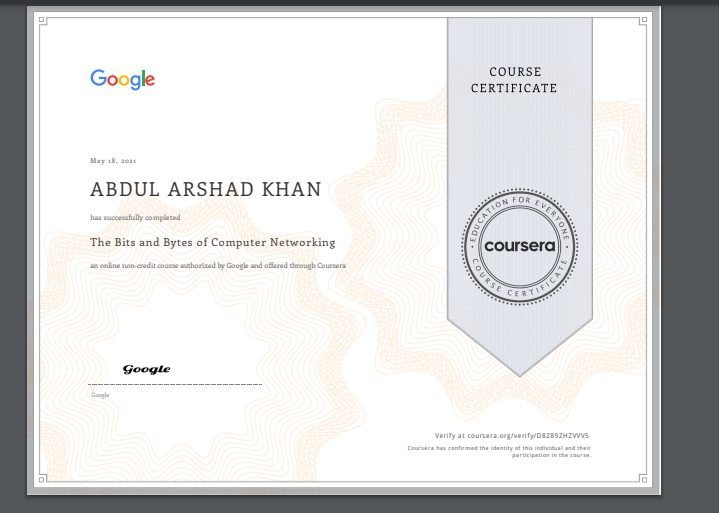 Google
COURSE
CERTIFICATE
May 18, 2021
ABDUL ARSHAD KHAN
has successfully completed
The Bits and Bytes of Computer Networking
an online non-credit course authorized by Google and offered through Coursera
EDUCATION FOR EVERYONE
coursera
COURSE CERTIFICATE
Google
Google
Verify at coursera.org/verify/D8Z89ZHZVVVS
Coursera has confirmed the identity of this individual and their
participation in the course.